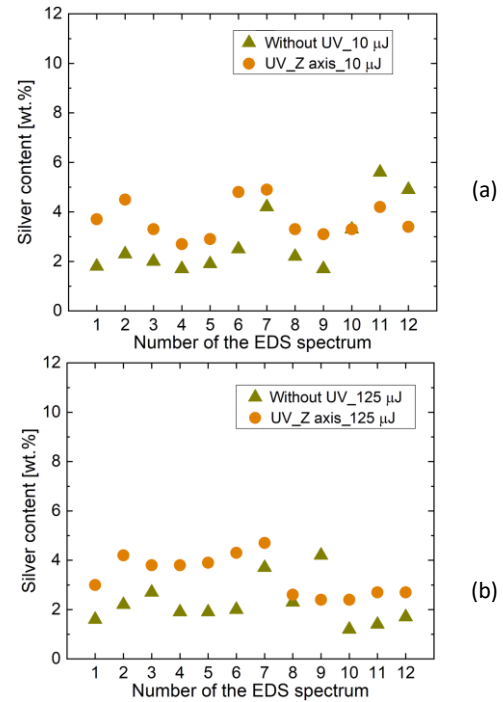 Without UV_10 µJ
UV_Z axis_10 µJ
Silver content [wt.%]
12
10
8
6
4
2
0
1 2 3 4 5 6 7 8 9 10 11 12
Number of the EDS spectrum
(a)
Without UV_125 µJ
UV_Z axis_125 µJ
Silver content [wt.%]
12
10
8
6
4
2
0
1 2 3 4 5 6 7 8 9 10 11 12
Number of the EDS spectrum
(b)